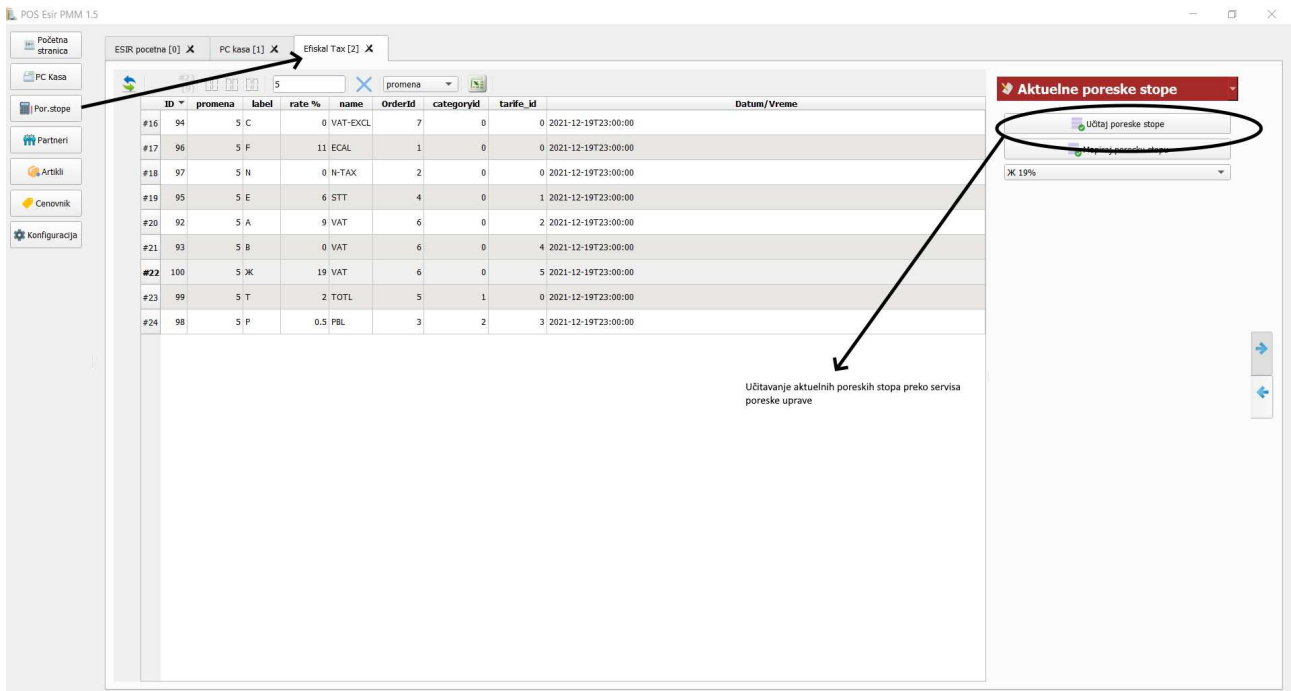 POS Esir PMM 1.5
Početna
stranica
PC Kasa
Por.stope
Partneri
Artikli
Cenovnik
Konfiguracija
ESIR pocetna [0]
PC kasa [1]
Efiskal Tax [2]
5
promena
ID promena label rate % name OrderId categoryid tarife_id Datum/Vreme
#16 94 5 C 0 VAT-EXCL 7 0 0 2021-12-19T23:00:00
#17 96 5 F 11 ECAL 1 0 0 2021-12-19T23:00:00
#18 97 5 N 0 N-TAX 2 0 0 2021-12-19T23:00:00
#19 95 5 E 6 STT 4 0 1 2021-12-19T23:00:00
#20 92 5 A 9 VAT 6 0 2 2021-12-19T23:00:00
#21 93 5 B 0 VAT 6 0 4 2021-12-19T23:00:00
#22 100 5 Ж 19 VAT 6 0 5 2021-12-19T23:00:00
#23 99 5 T 2 TOTL 5 1 0 2021-12-19T23:00:00
#24 98 5 P 0.5 PBL 3 2 3 2021-12-19T23:00:00
Aktuelne poreske stope
Učitaj poreske stope
Mapiraj poresku stopu
Ж 19%
Učitavanje aktuelnih poreskih stopa preko servisa
poreske uprave